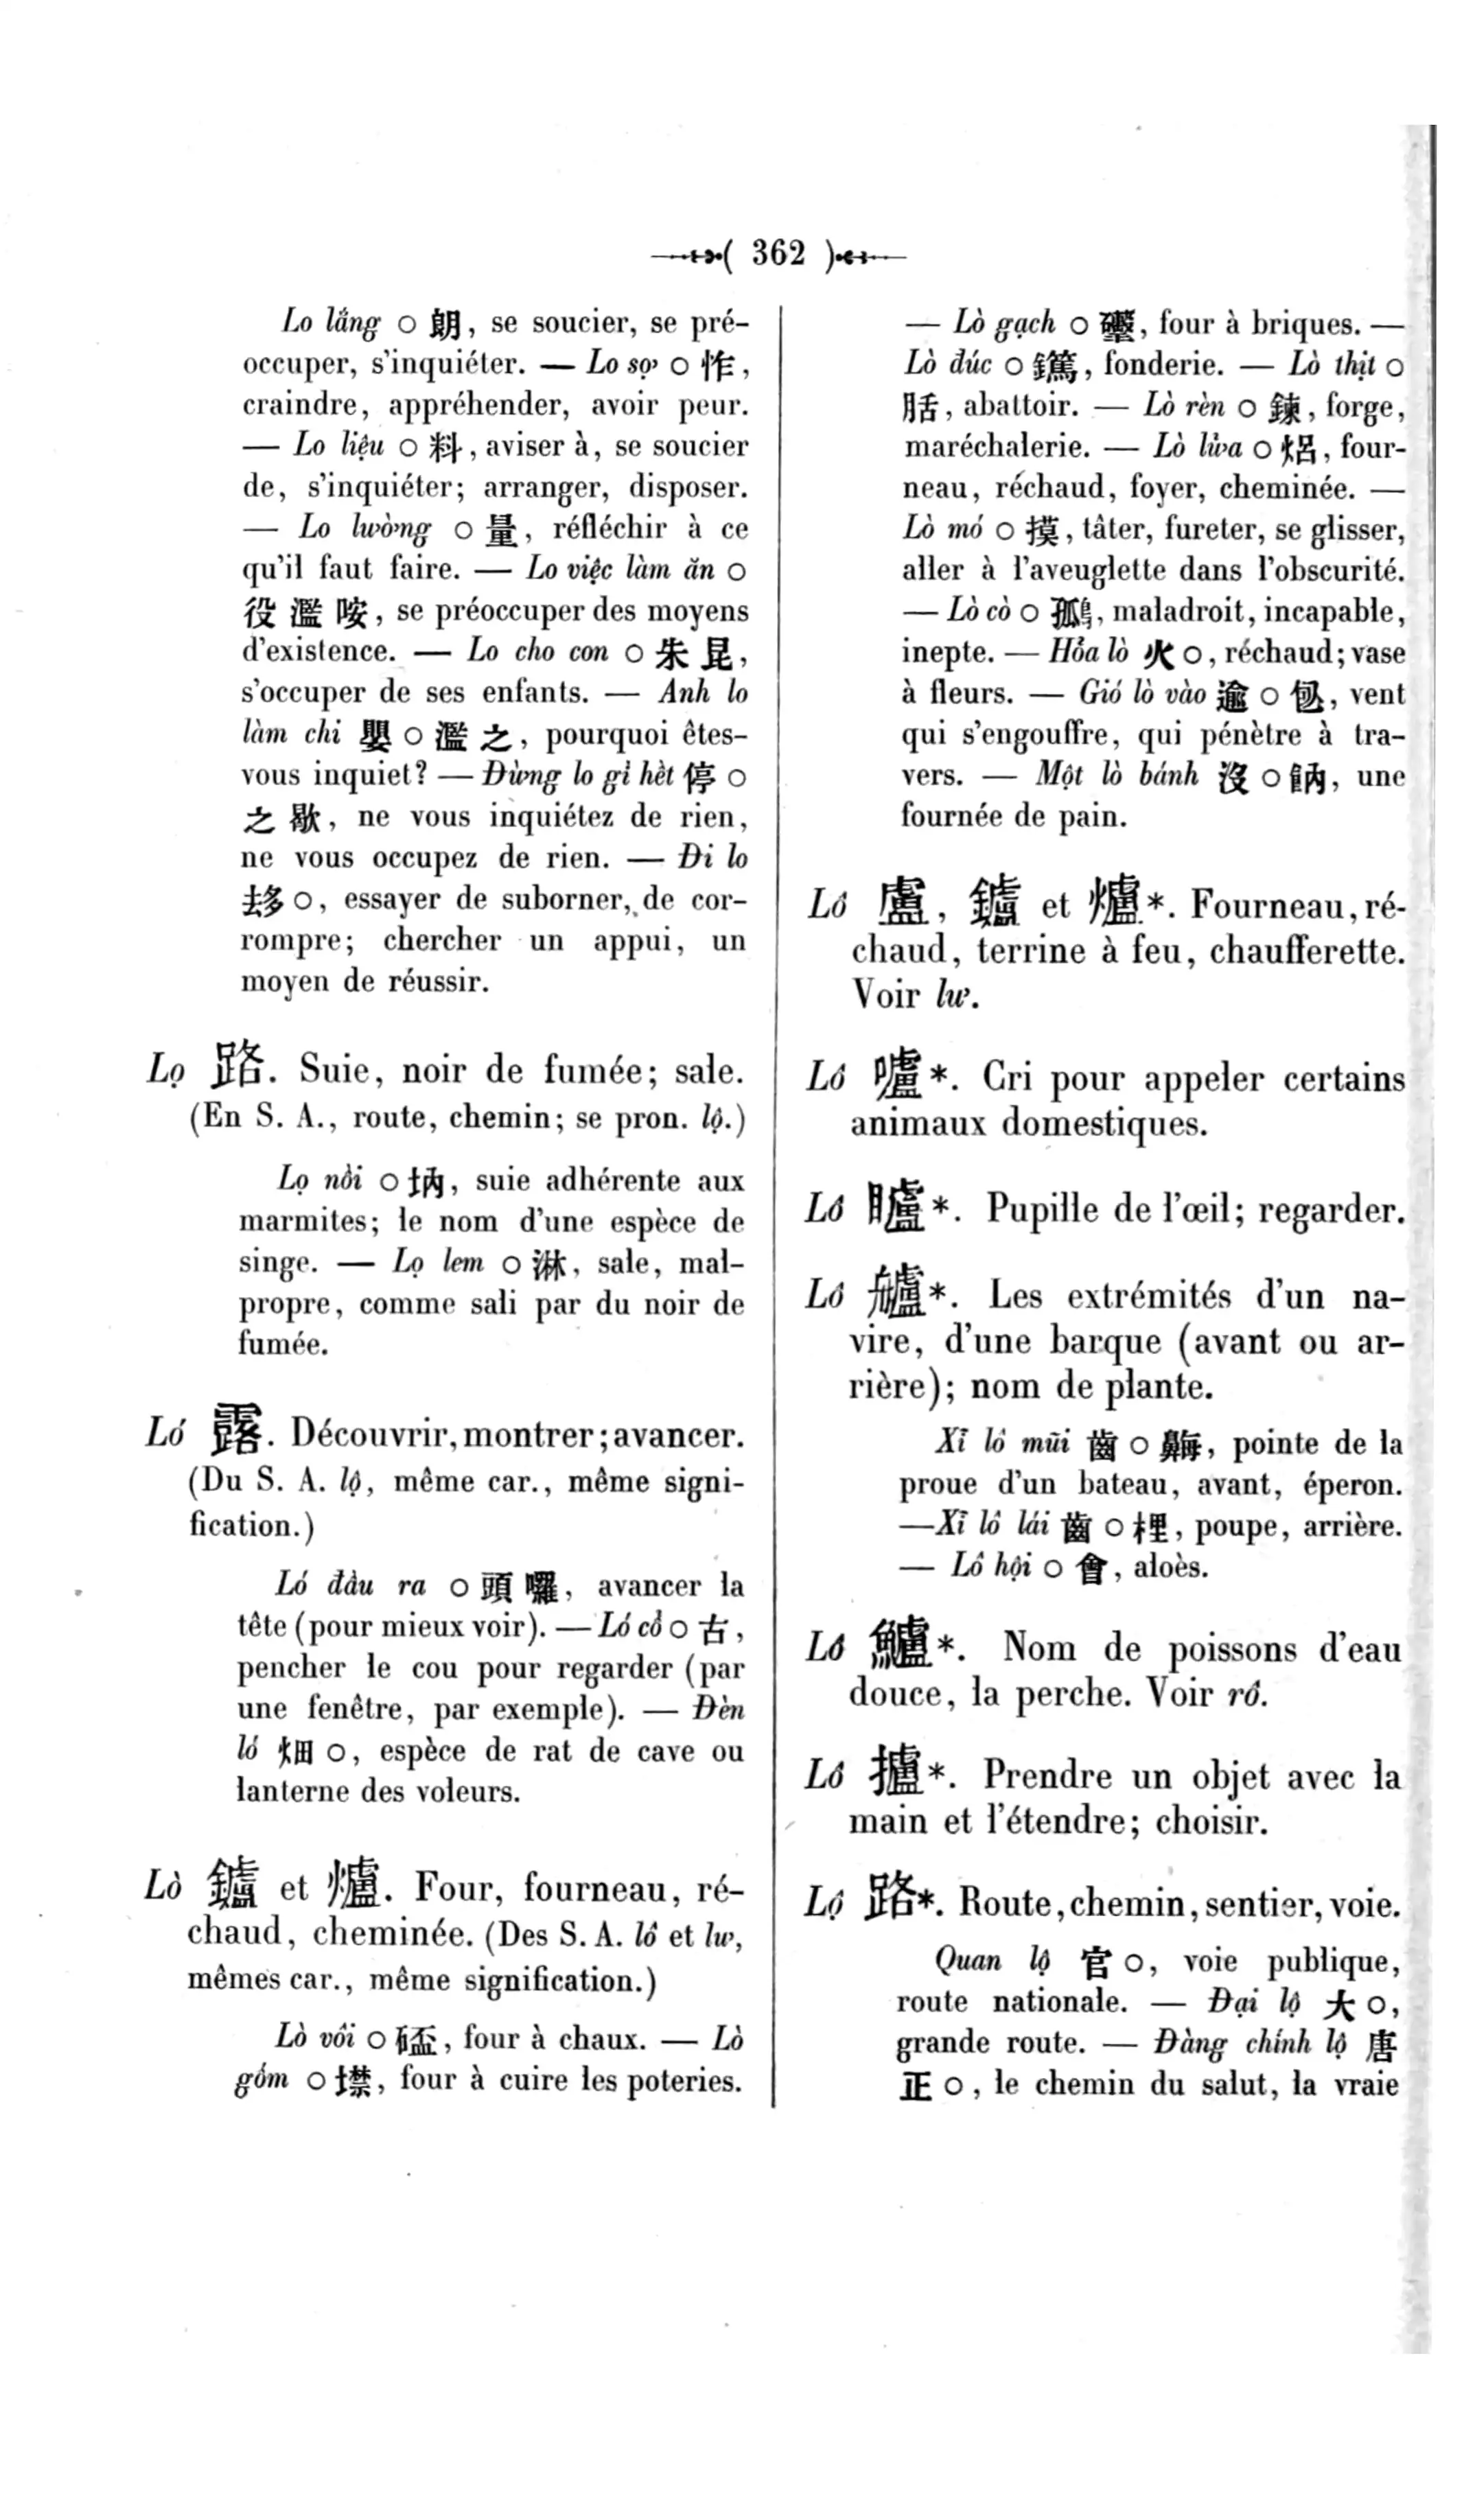 ( 362 )
Lo lắng ○ 朗, se soucier, se pré-
occuper, s'inquiéter. — Lo sợ ○ 怍,
craindre, appréhender, avoir peur.
— Lo liệu ○ 料, aviser à, se soucier
de, s'inquiéter; arranger, disposer.
— Lo lường ○ 量, réfléchir à ce
qu'il faut faire. — Lo việc làm ăn ○
役 濫 咹, se préoccuper des moyens
d'existence. — Lo cho con ○ 朱 昆,
s'occuper de ses enfants. — Anh lo
làm chi 嬰 ○ 濫 之, pourquoi êtes-
vous inquiet? — Đừng lo gì hết 停 ○
之 歇, ne vous inquiétez de rien,
ne vous occupez de rien. — Đi lo
𠫾 ○, essayer de suborner, de cor-
rompre; chercher un appui, un
moyen de réussir.
Lọ 路. Suie, noir de fumée; sale.
(En S. A., route, chemin; se pron. lộ.)
Lọ nồi ○ 㘨, suie adhérente aux
marmites; le nom d'une espèce de
singe. — Lọ lem ○ 淋, sale, mal-
propre, comme sali par du noir de
fumée.
Ló 露. Découvrir, montrer; avancer.
(Du S. A. lộ, même car., même signi-
fication.)
Ló đầu ra ○ 頭 囉, avancer la
tête (pour mieux voir). — Ló cổ ○ 古,
pencher le cou pour regarder (par
une fenêtre, par exemple). — Đèn
ló 畑 ○, espèce de rat de cave ou
lanterne des voleurs.
Lò 鑪 et 爐. Four, fourneau, ré-
chaud, cheminée. (Des S. A. lô et lư,
mêmes car., même signification.)
Lò vôi ○, four à chaux. — Lò
gốm ○ 㯲, four à cuire les poteries.
— Lò gạch ○, four à briques. —
Lò đúc ○, fonderie. — Lò thịt ○
, abattoir. — Lò rèn ○ 鍊, forge,
maréchalerie. — Lò lửa ○ 焒, four-
neau, réchaud, foyer, cheminée. —
Lò mó ○ 摸, tâter, fureter, se glisser,
aller à l'aveuglette dans l'obscurité.
— Lò cò ○, maladroit, incapable,
inepte. — Hỏa lò 火 ○, réchaud; vase
à fleurs. — Gió lò vào ○, vent
qui s'engouffre, qui pénètre à tra-
vers. — Một lò bánh 沒 ○, une
fournée de pain.
Lô 盧, 鑪 et 爐*. Fourneau, ré-
chaud, terrine à feu, chaufferette.
Voir lư.
Lô 嚧*. Cri pour appeler certains
animaux domestiques.
Lô 矑*. Pupille de l'œil; regarder.
Lô 艫*. Les extrémités d'un na-
vire, d'une barque (avant ou ar-
rière); nom de plante.
Xỉ lô mũi 齒 ○, pointe de la
proue d'un bateau, avant, éperon.
— Xỉ lô lái 齒 ○ 梩, poupe, arrière.
— Lô hội ○ 會, aloès.
Lô 鱸*. Nom de poissons d'eau
douce, la perche. Voir rô.
Lô 攎*. Prendre un objet avec la
main et l'étendre; choisir.
Lộ 路*. Route, chemin, sentier, voie.
Quan lộ 官 ○, voie publique,
route nationale. — Đại lộ 大 ○,
grande route. — Đàng chính lộ 唐
正 ○, le chemin du salut, la vraie